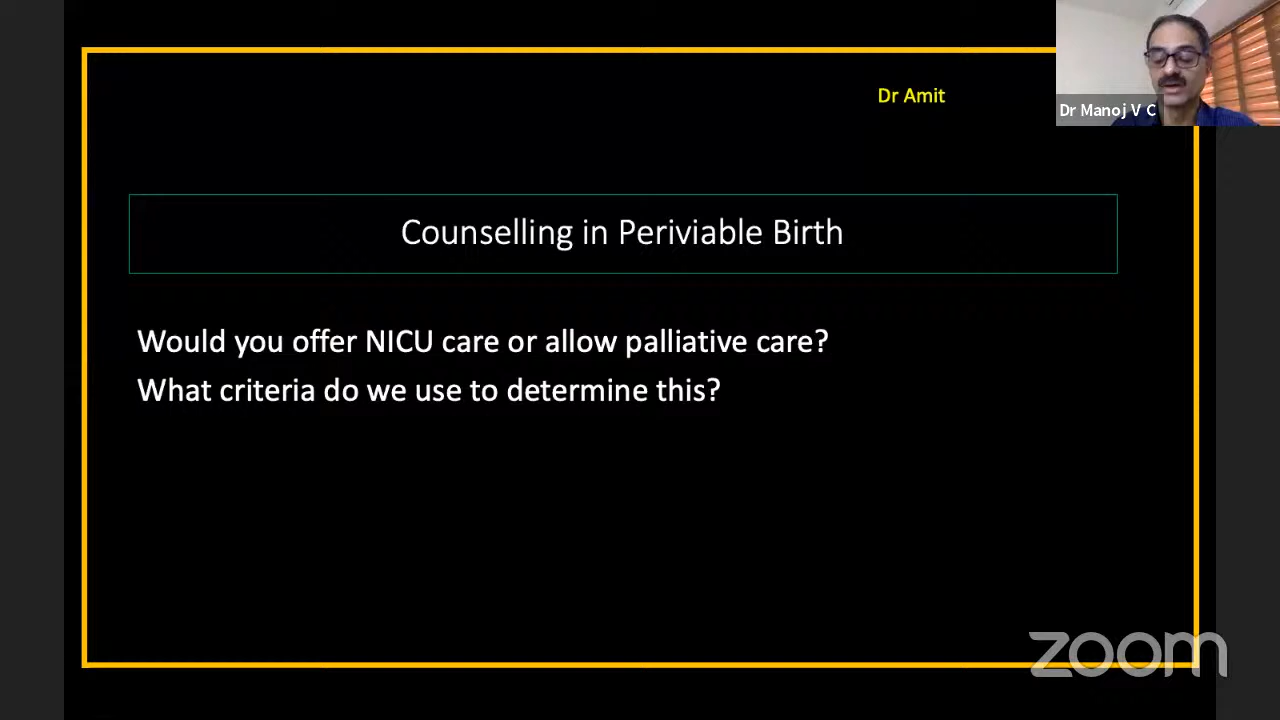 Dr Amit
Dr Manoj V C
Counselling in Periviable Birth
Would you offer NICU care or allow palliative care?
What criteria do we use to determine this?
zoom